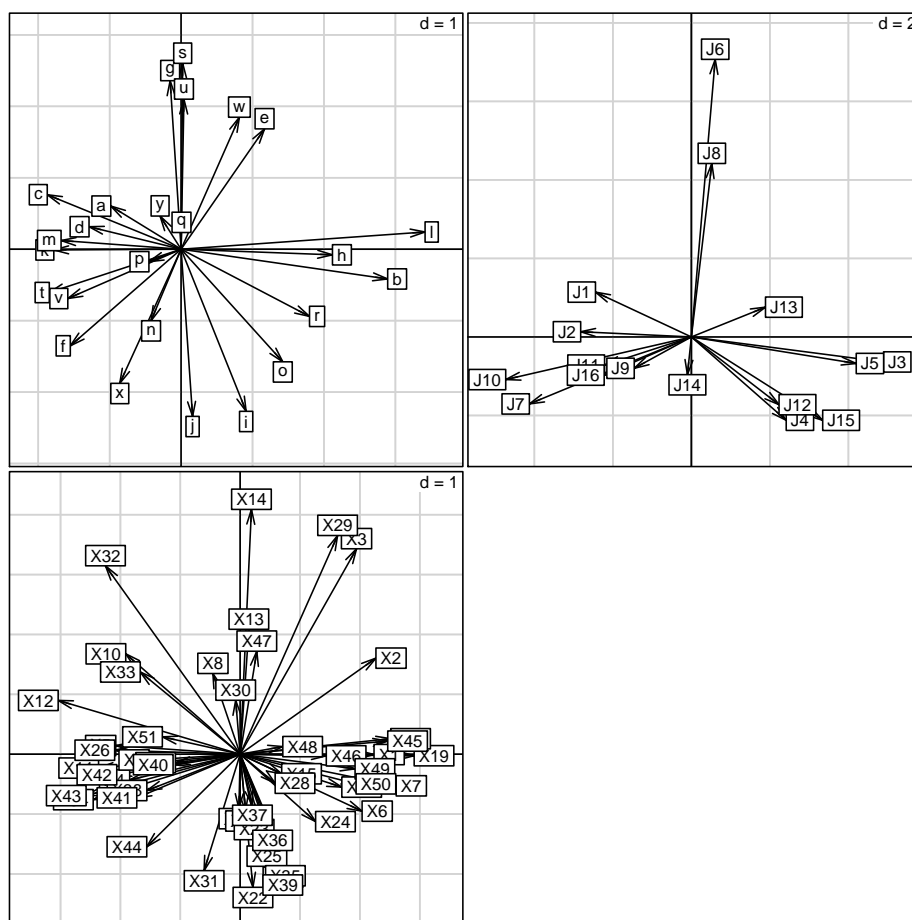 d = 1
s
g
u
w
e
c
a
y
d
q
l
m
k
h
p
b
t
v
r
n
f
o
x
j
i
d = 2
J6
J8
J1
J13
J2
J11
J5
J3
J10
J16
J9
J14
J7
J12
J4
J15
d = 1
X14
X29
X3
X32
X13
X47
X10
X8
X2
X33
X30
X12
X51
X45
X26
X48
X46
X19
X40
X49
X42
X28
X50
X7
X43
X41
X6
X37
X24
X36
X44
X25
X31
X39
X22